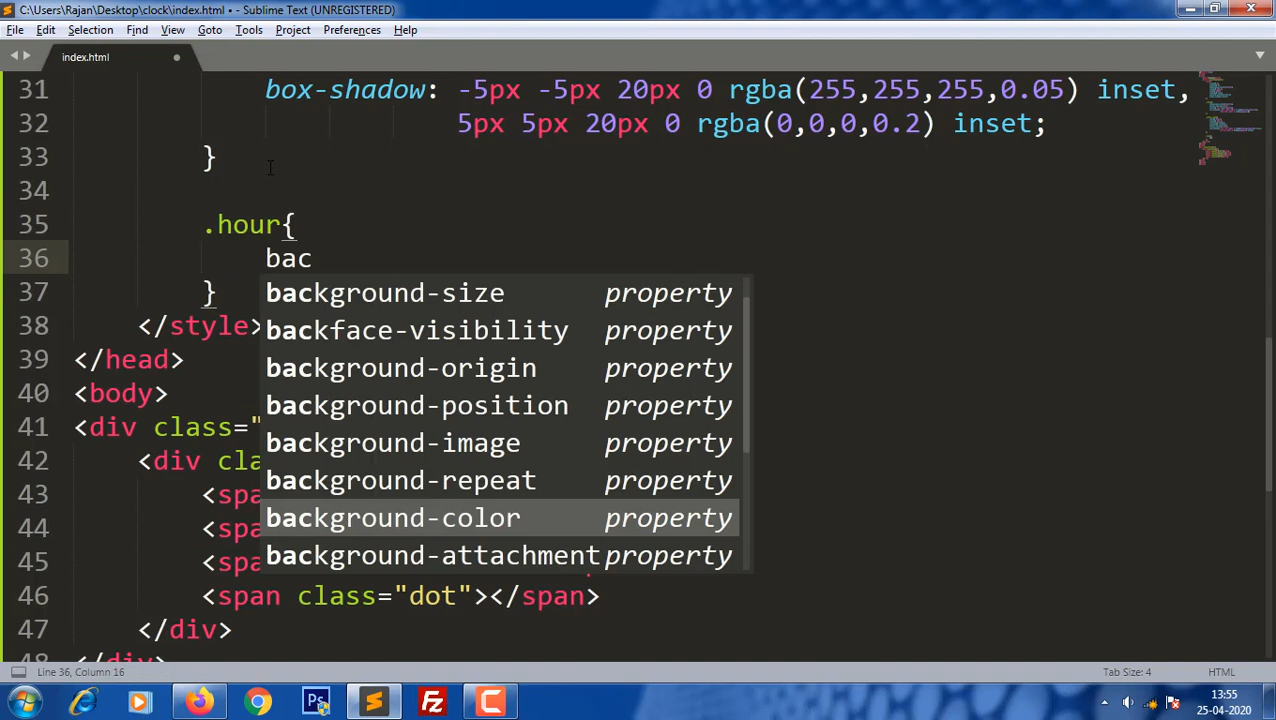 C:\Users\Rajan\Desktop\clock\index.html • - Sublime Text (UNREGISTERED)
File Edit Selection Find View Goto Tools Project Preferences Help
index.html
31 box-shadow: -5px -5px 20px 0 rgba(255,255,255,0.05) inset,
32 5px 5px 20px 0 rgba(0,0,0,0.2) inset;
33 }
34
35 .hour{
36 bac
37 }
background-size property
38 </style>
backface-visibility property
39 </head>
background-origin property
40 <body>
background-position property
41 <div class="
background-image property
42 <div cla
background-repeat property
43 <spa
background-color property
44 <spa
background-attachment property
45 <spa
46 <span class="dot"></span>
47 </div>
48 </div>
Line 36, Column 16
Tab Size: 4
HTML
13:55
25-04-2020